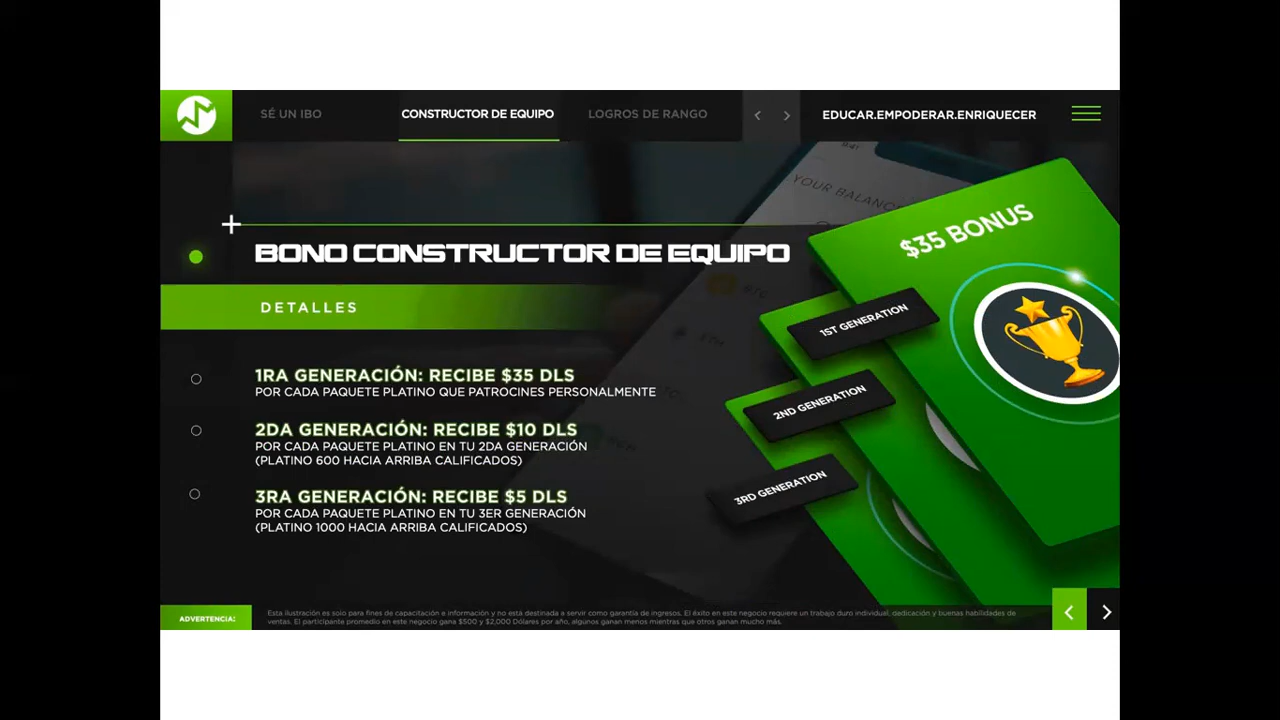 SÉ UN IBO
CONSTRUCTOR DE EQUIPO
LOGROS DE RANGO
EDUCAR.EMPODERAR.ENRIQUECER
9:41
YOUR BALANCE
$35 BONUS
BONO CONSTRUCTOR DE EQUIPO
BTC
ETH
DETALLES
1ST GENERATION
1RA GENERACIÓN: RECIBE $35 DLS
POR CADA PAQUETE PLATINO QUE PATROCINES PERSONALMENTE
2ND GENERATION
2DA GENERACIÓN: RECIBE $10 DLS
POR CADA PAQUETE PLATINO EN TU 2DA GENERACIÓN
(PLATINO 600 HACIA ARRIBA CALIFICADOS)
3RD GENERATION
3RA GENERACIÓN: RECIBE $5 DLS
POR CADA PAQUETE PLATINO EN TU 3ER GENERACIÓN
(PLATINO 1000 HACIA ARRIBA CALIFICADOS)
ADVERTENCIA:
Esta ilustración es solo para fines de capacitación e información y no está destinada a servir como garantía de ingresos. El éxito en este negocio requiere un trabajo duro individual, dedicación y buenas habilidades de
ventas. El participante promedio en este negocio gana $500 y $2,000 Dólares por año, algunos ganan menos mientras que otros ganan mucho más.